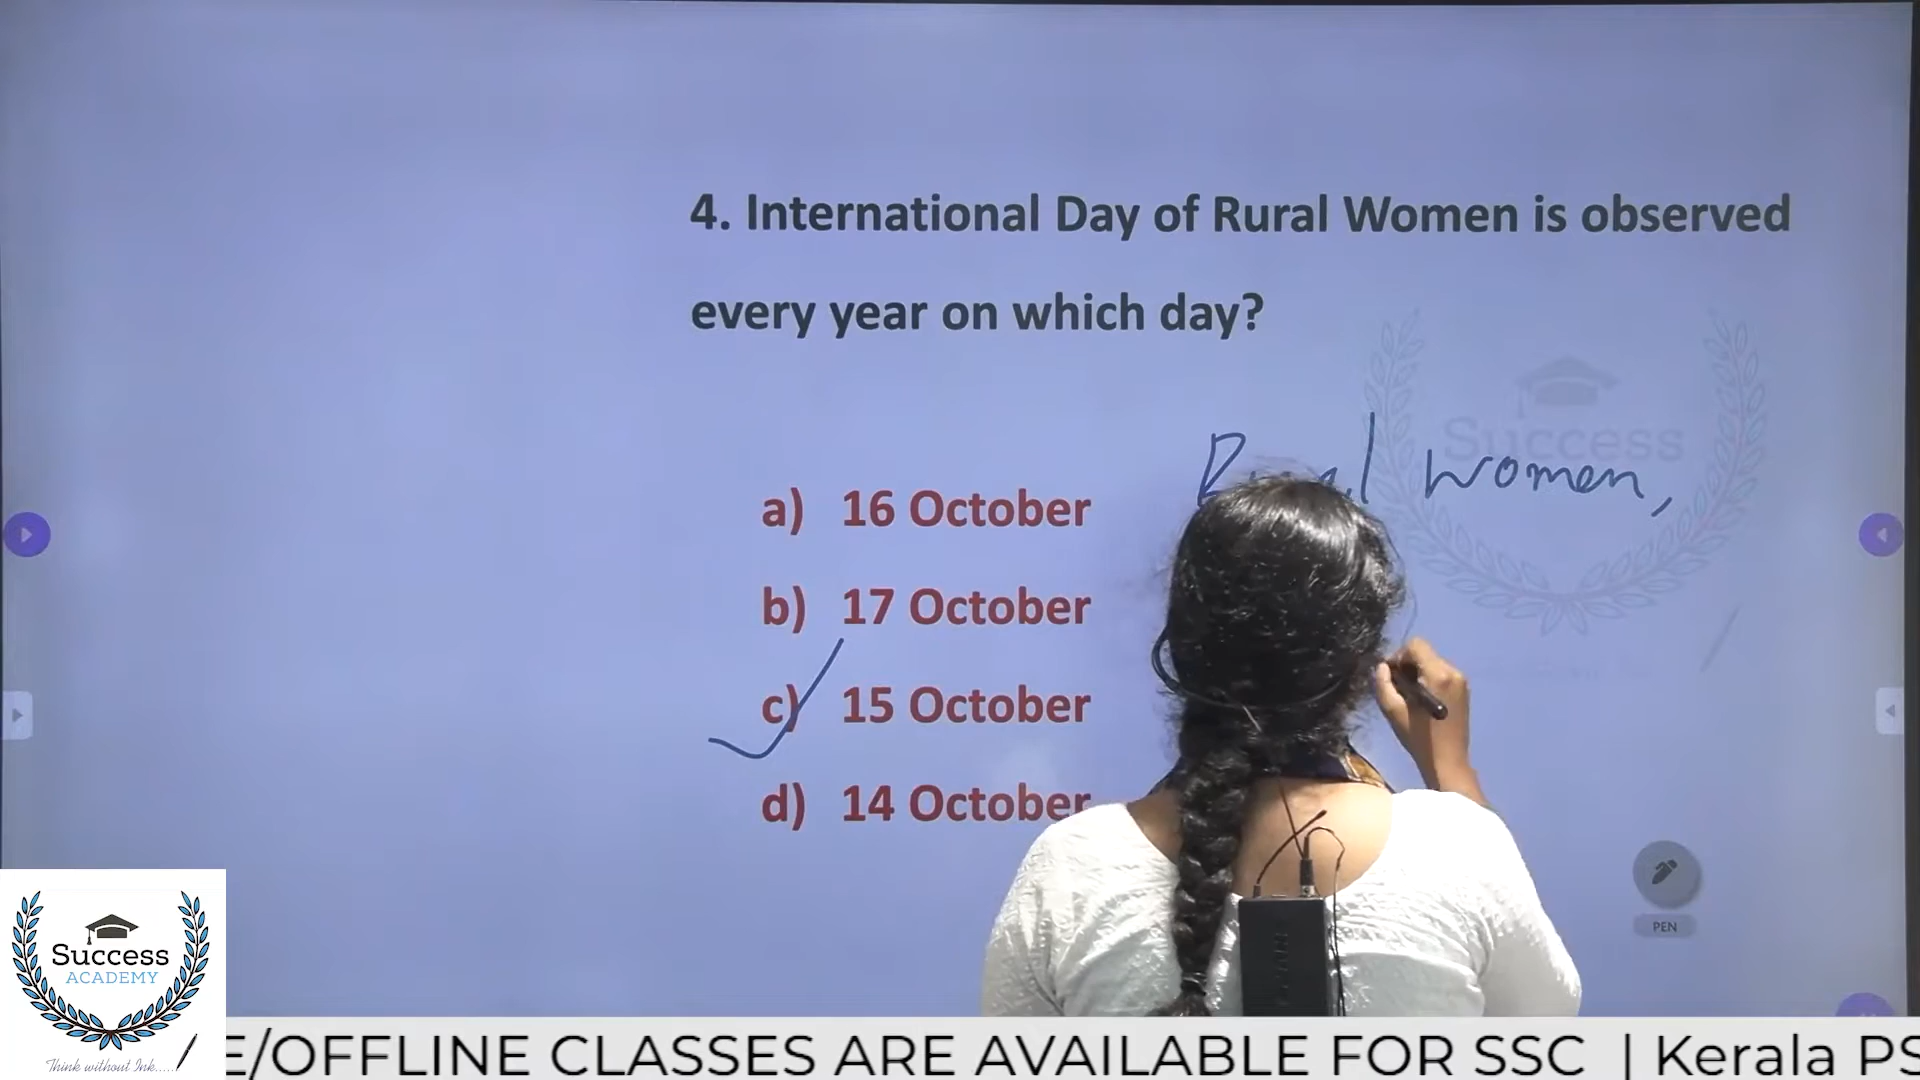 4. International Day of Rural Women is observed
every year on which day?
Rural women,
a) 16 October
b) 17 October
c) 15 October
d) 14 October
Success
PEN
Success
ACADEMY
Think without Ink.....
E/OFFLINE CLASSES ARE AVAILABLE FOR SSC | Kerala PS